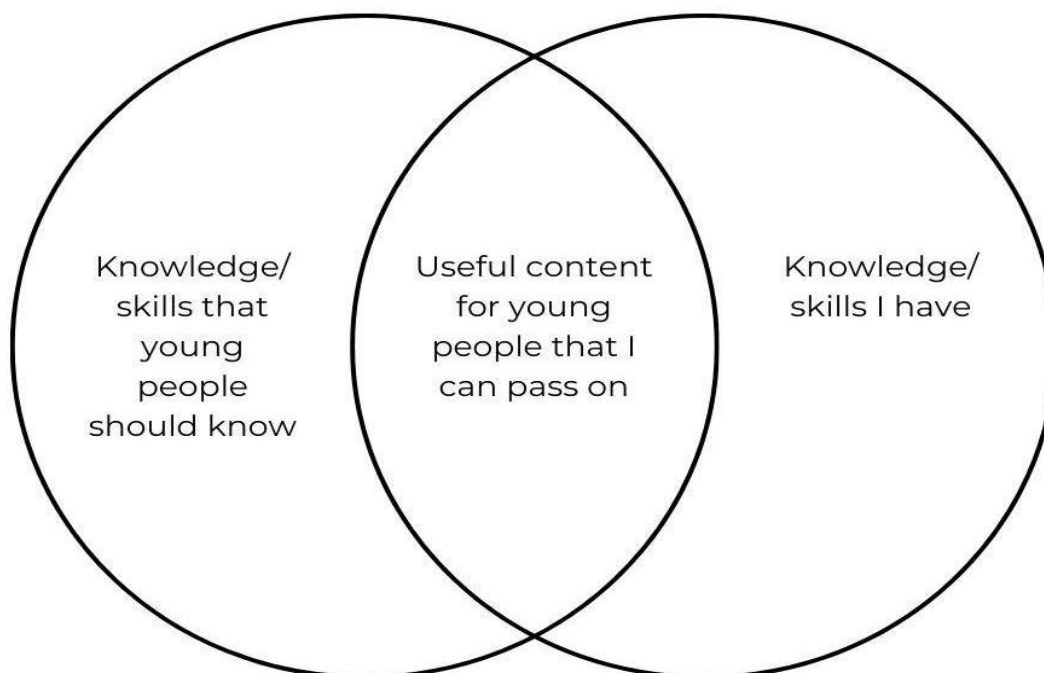 Knowledge/
skills that
young
people
should know
Useful content
for young
people that I
can pass on
Knowledge/
skills I have